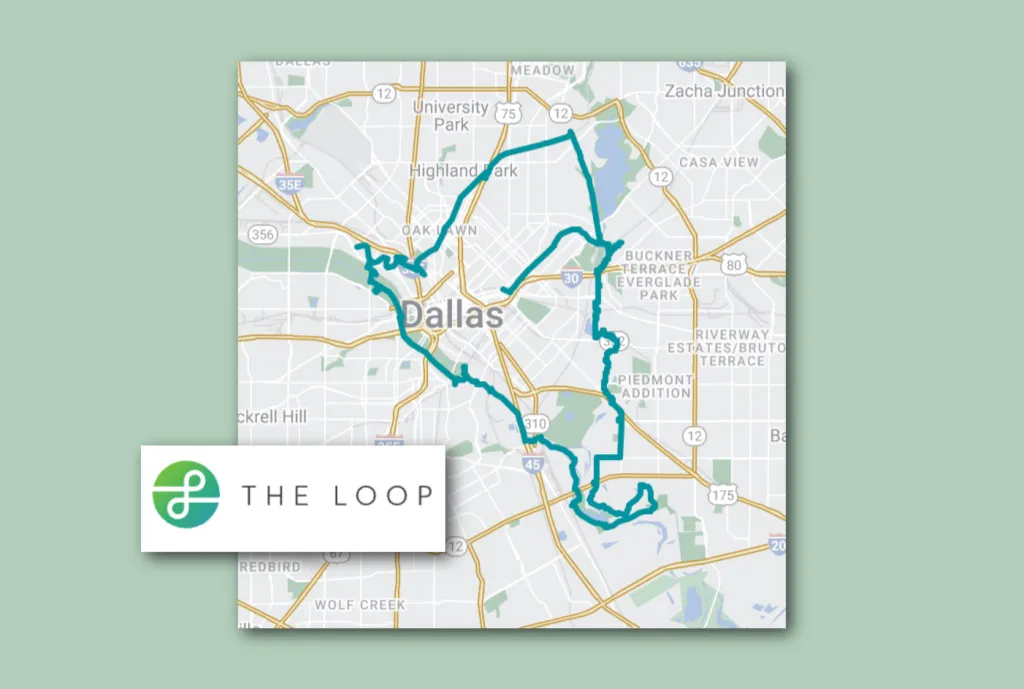 DALLAS
MEADOW
635
Zacha Junction
12
University
Park
75
12
CASA VIEW
Highland Park
12
35E
OAK LAWN
356
BUCKNER
TERRACE/
EVERGLADE
PARK
80
30
Dallas
RIVERWAY
ESTATES/BRUTO
TERRACE
PIEDMONT
ADDITION
ckrell Hill
310
12
Ba
45
THE LOOP
175
12
20
67
REDBIRD
WOLF CREEK